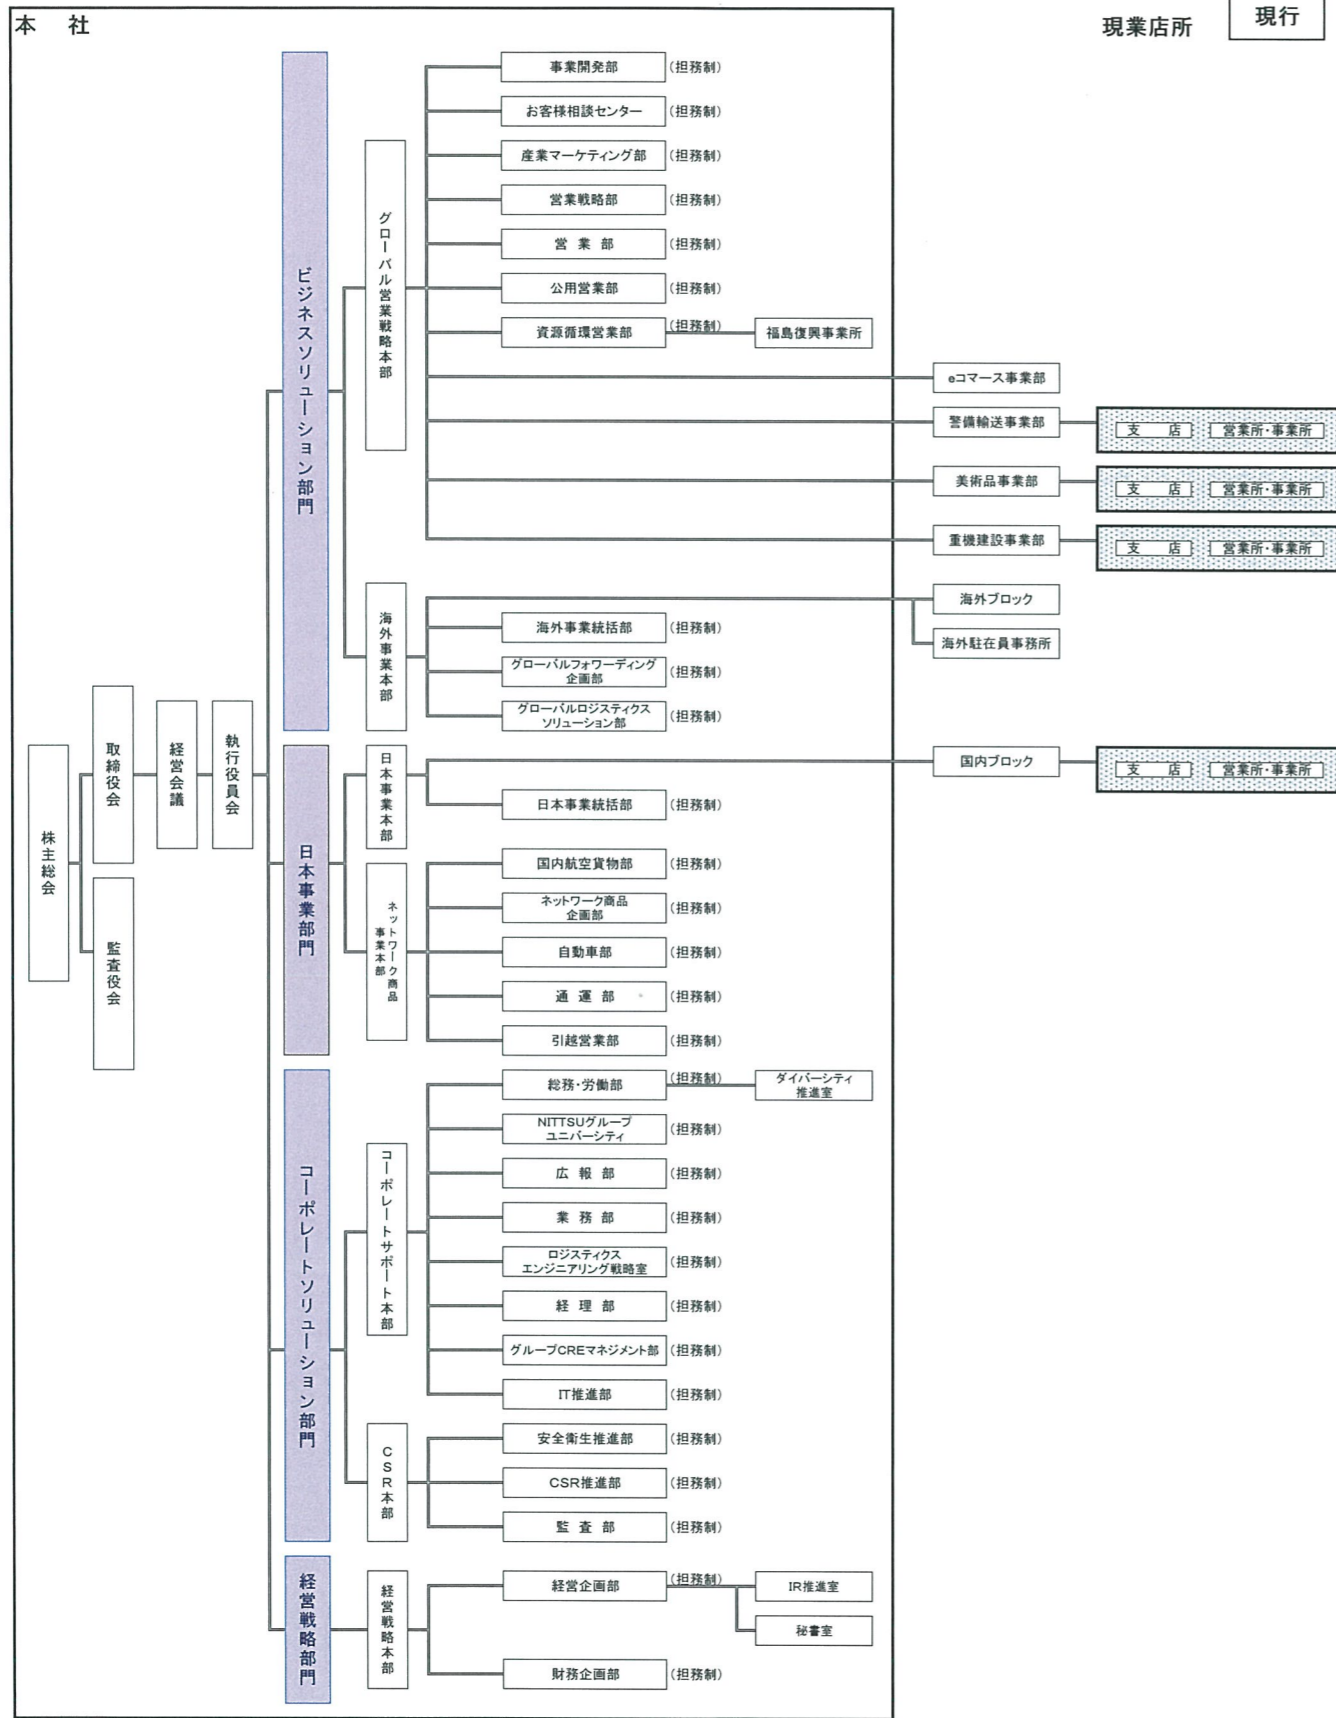 本　社
現業店所
現行
株主総会
取締役会
監査役会
経営会議
執行役員会
ビジネスソリューション部門
グローバル営業戦略本部
事業開発部
(担務制)
お客様相談センター
(担務制)
産業マーケティング部
(担務制)
営業戦略部
(担務制)
営 業 部
(担務制)
公用営業部
(担務制)
資源循環営業部
(担務制)
福島復興事業所
eコマース事業部
警備輸送事業部
支　店
営業所・事業所
美術品事業部
支　店
営業所・事業所
重機建設事業部
支　店
営業所・事業所
海外事業本部
海外ブロック
海外駐在員事務所
海外事業統括部
(担務制)
グローバルフォワーディング
企画部
(担務制)
グローバルロジスティクス
ソリューション部
(担務制)
日本事業部門
日本事業本部
国内ブロック
支　店
営業所・事業所
日本事業統括部
(担務制)
ネットワーク商品
事業本部
国内航空貨物部
(担務制)
ネットワーク商品
企画部
(担務制)
自動車部
(担務制)
通 運 部
(担務制)
引越営業部
(担務制)
コーポレートソリューション部門
コーポレートサポート本部
総務・労働部
(担務制)
ダイバーシティ
推進室
NITTSUグループ
ユニバーシティ
(担務制)
広 報 部
(担務制)
業 務 部
(担務制)
ロジスティクス
エンジニアリング戦略室
(担務制)
経 理 部
(担務制)
グループCREマネジメント部
(担務制)
IT推進部
(担務制)
CSR本部
安全衛生推進部
(担務制)
CSR推進部
(担務制)
監 査 部
(担務制)
経営戦略部門
経営戦略本部
経営企画部
(担務制)
IR推進室
秘書室
財務企画部
(担務制)